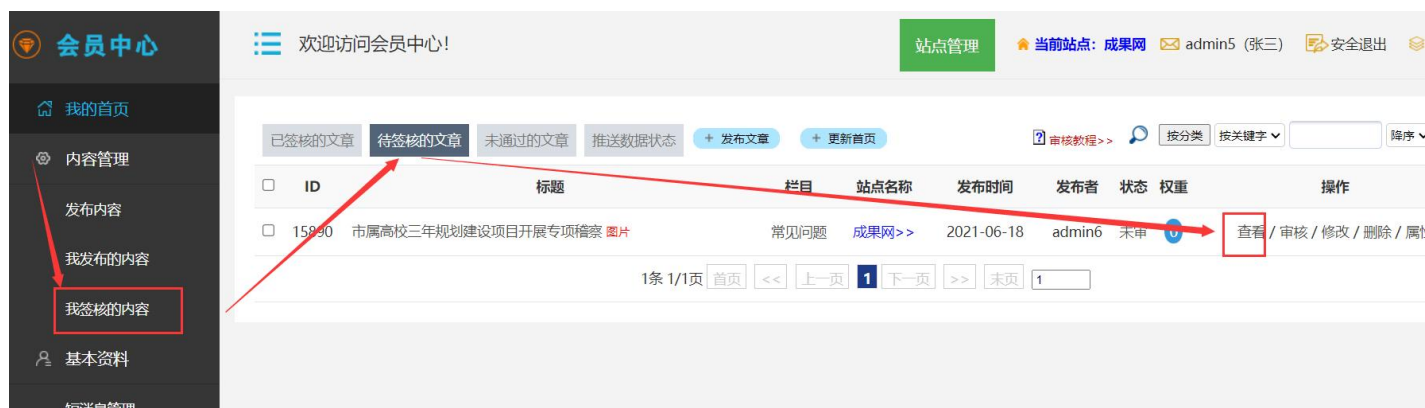 会员中心
欢迎访问会员中心!
站点管理
当前站点：成果网
admin5 (张三)
安全退出
我的首页
内容管理
发布内容
我发布的内容
我签核的内容
基本资料
短消息管理
已签核的文章 待签核的文章 未通过的文章 推送数据状态 + 发布文章 + 更新首页 ? 审核教程>> 按分类 按关键字 降序
ID 标题 栏目 站点名称 发布时间 发布者 状态 权重 操作
15890 市属高校三年规划建设项目开展专项稽察 图片 常见问题 成果网>> 2021-06-18 admin6 未审 0 查看 / 审核 / 修改 / 删除 / 属性
1条 1/1页 首页 << 上一页 1 下一页 >> 末页 1